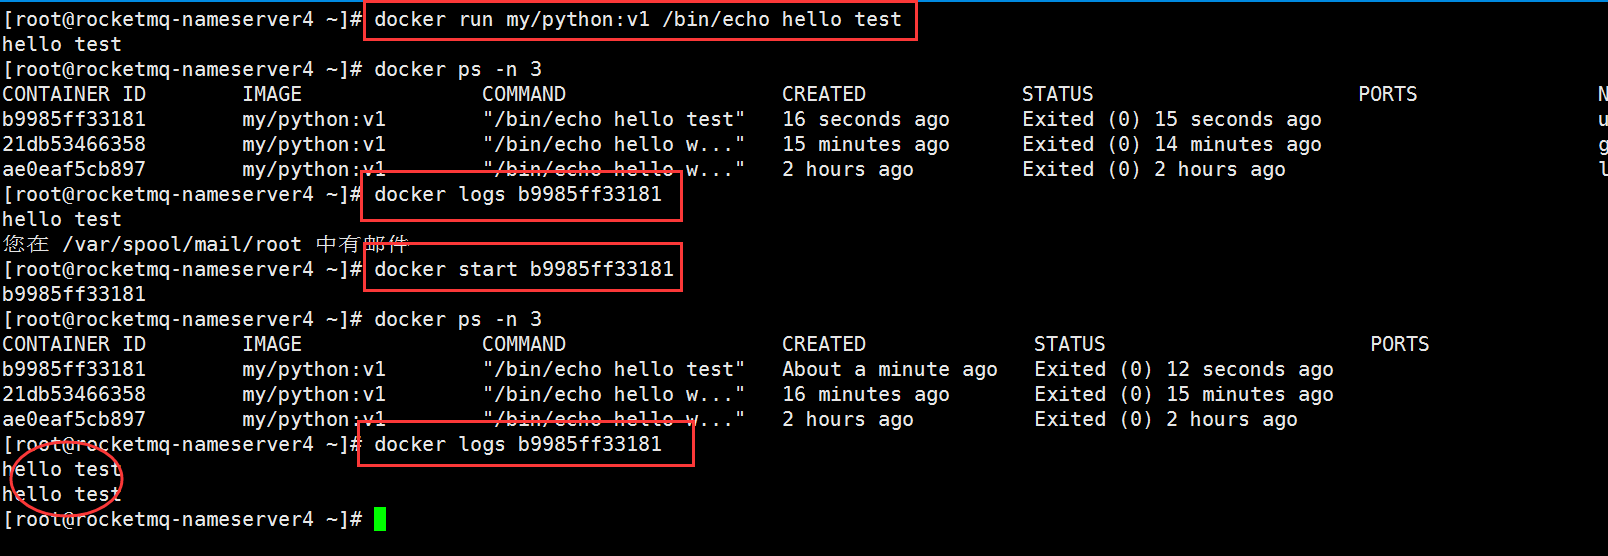 [root@rocketmq-nameserver4 ~]# docker run my/python:v1 /bin/echo hello test
hello test
[root@rocketmq-nameserver4 ~]# docker ps -n 3
CONTAINER ID        IMAGE               COMMAND                  CREATED             STATUS                      PORTS               N
b9985ff33181        my/python:v1        "/bin/echo hello test"   16 seconds ago      Exited (0) 15 seconds ago                       u
21db53466358        my/python:v1        "/bin/echo hello w..."   15 minutes ago      Exited (0) 14 minutes ago                       g
ae0eaf5cb897        my/python:v1        "/bin/echo hello w..."   2 hours ago         Exited (0) 2 hours ago                          l
[root@rocketmq-nameserver4 ~]# docker logs b9985ff33181
hello test
您在 /var/spool/mail/root 中有邮件
[root@rocketmq-nameserver4 ~]# docker start b9985ff33181
b9985ff33181
[root@rocketmq-nameserver4 ~]# docker ps -n 3
CONTAINER ID        IMAGE               COMMAND                  CREATED              STATUS                      PORTS
b9985ff33181        my/python:v1        "/bin/echo hello test"   About a minute ago   Exited (0) 12 seconds ago
21db53466358        my/python:v1        "/bin/echo hello w..."   16 minutes ago       Exited (0) 15 minutes ago
ae0eaf5cb897        my/python:v1        "/bin/echo hello w..."   2 hours ago          Exited (0) 2 hours ago
[root@rocketmq-nameserver4 ~]# docker logs b9985ff33181
hello test
hello test
[root@rocketmq-nameserver4 ~]#